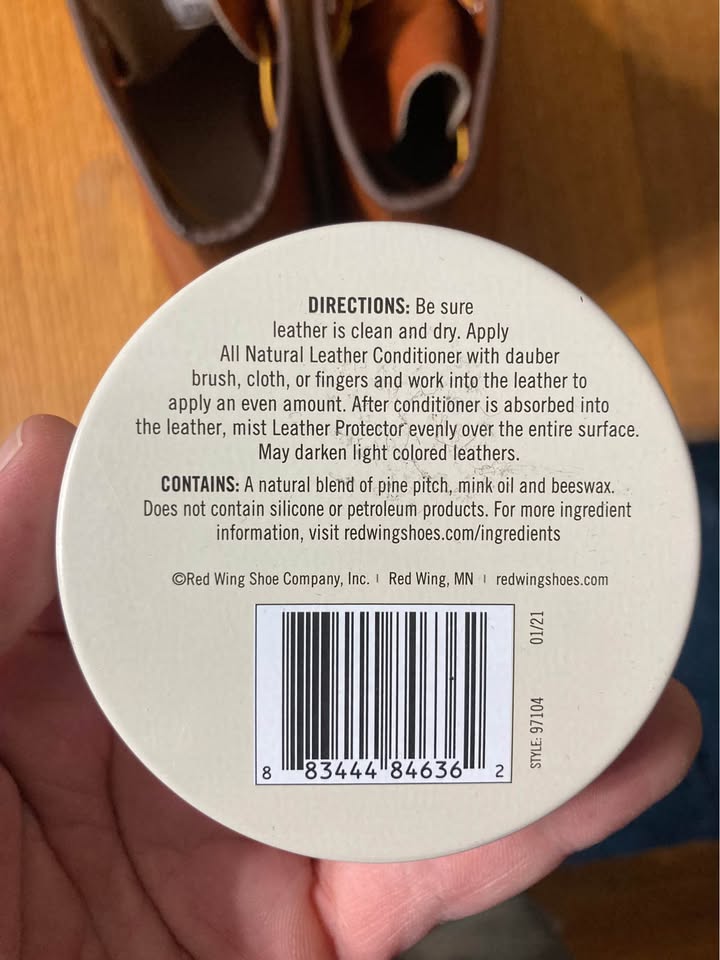 DIRECTIONS: Be sure
leather is clean and dry. Apply
All Natural Leather Conditioner with dauber
brush, cloth, or fingers and work into the leather to
apply an even amount. After conditioner is absorbed into
the leather, mist Leather Protector evenly over the entire surface.
May darken light colored leathers.
CONTAINS: A natural blend of pine pitch, mink oil and beeswax.
Does not contain silicone or petroleum products. For more ingredient
information, visit redwingshoes.com/ingredients
©Red Wing Shoe Company, Inc. | Red Wing, MN | redwingshoes.com
8 83444 84636 2
STYLE: 97104 01/21